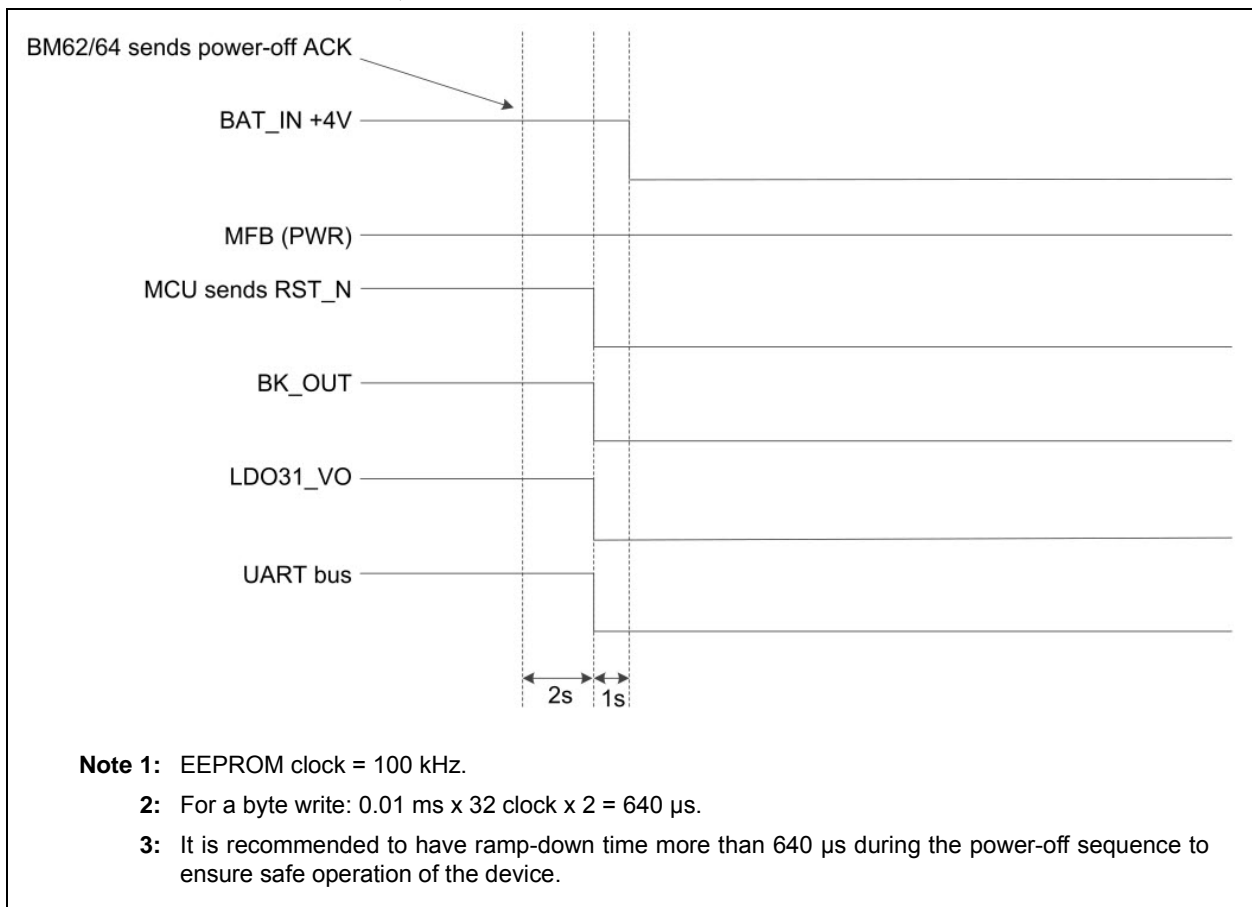 BM62/64 sends power-off ACK
BAT_IN +4V
MFB (PWR)
MCU sends RST_N
BK_OUT
LDO31_VO
UART bus
2s 1s
Note 1: EEPROM clock = 100 kHz.
2: For a byte write: 0.01 ms x 32 clock x 2 = 640 µs.
3: It is recommended to have ramp-down time more than 640 µs during the power-off sequence to
ensure safe operation of the device.